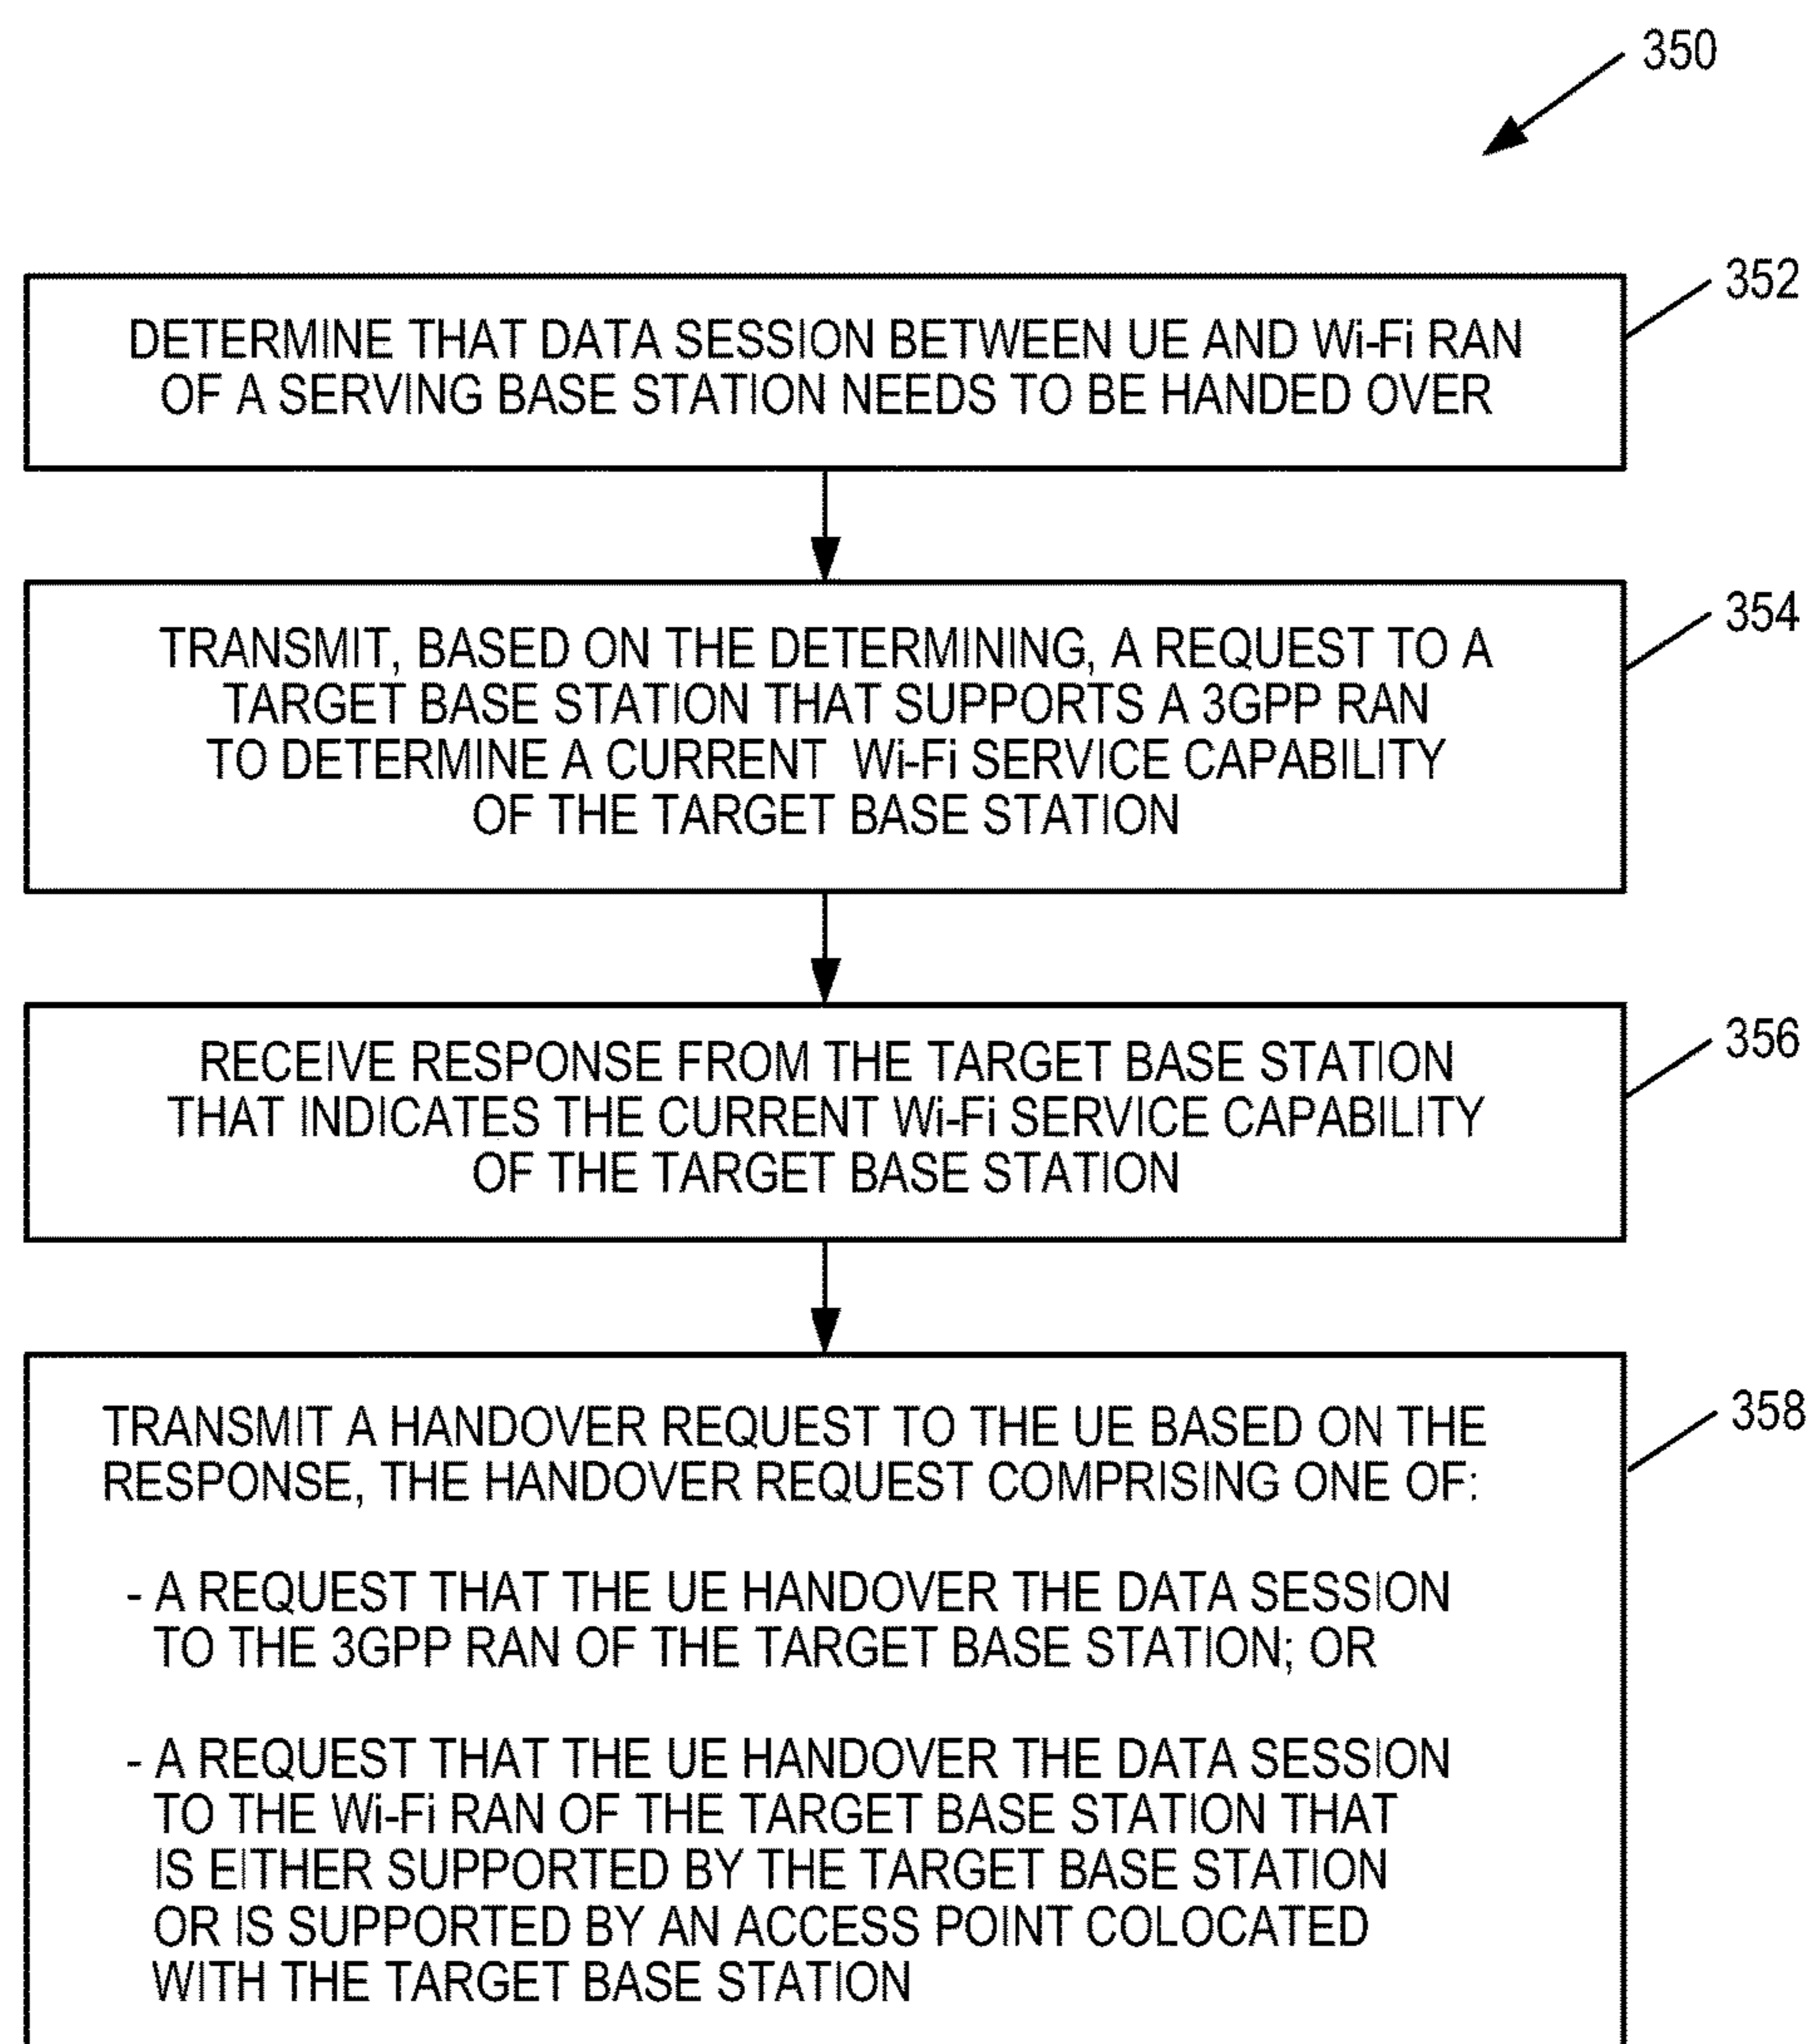 350
352
DETERMINE THAT DATA SESSION BETWEEN UE AND Wi-Fi RAN
OF A SERVING BASE STATION NEEDS TO BE HANDED OVER
354
TRANSMIT, BASED ON THE DETERMINING, A REQUEST TO A
TARGET BASE STATION THAT SUPPORTS A 3GPP RAN
TO DETERMINE A CURRENT Wi-Fi SERVICE CAPABILITY
OF THE TARGET BASE STATION
356
RECEIVE RESPONSE FROM THE TARGET BASE STATION
THAT INDICATES THE CURRENT Wi-Fi SERVICE CAPABILITY
OF THE TARGET BASE STATION
358
TRANSMIT A HANDOVER REQUEST TO THE UE BASED ON THE
RESPONSE, THE HANDOVER REQUEST COMPRISING ONE OF:
- A REQUEST THAT THE UE HANDOVER THE DATA SESSION
TO THE 3GPP RAN OF THE TARGET BASE STATION; OR
- A REQUEST THAT THE UE HANDOVER THE DATA SESSION
TO THE Wi-Fi RAN OF THE TARGET BASE STATION THAT
IS EITHER SUPPORTED BY THE TARGET BASE STATION
OR IS SUPPORTED BY AN ACCESS POINT COLOCATED
WITH THE TARGET BASE STATION